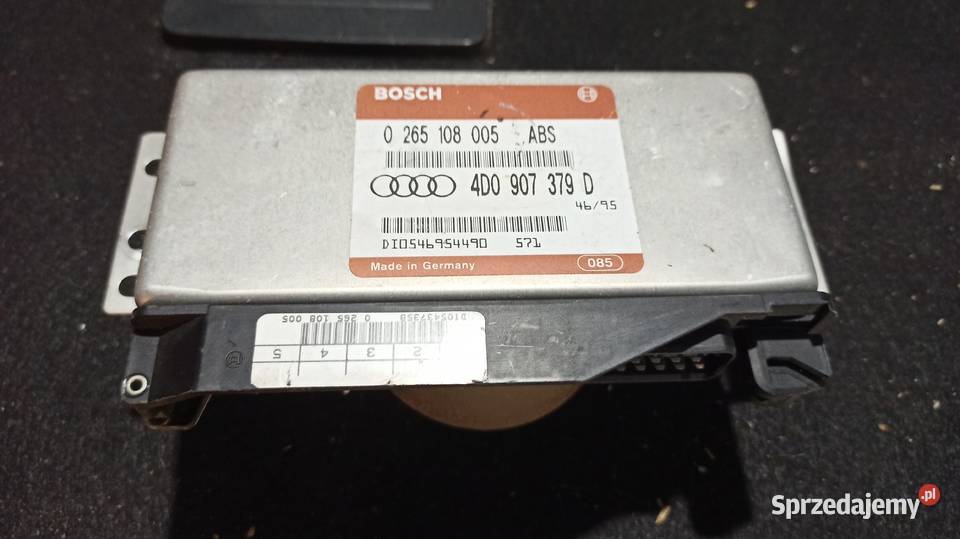 BOSCH
0 265 108 005 ABS
4D0 907 379 D
46/95
DI0546954490 571
Made in Germany 085
DI0543735B
0 265 108 005
2 3 4 5
Sprzedajemy.pl